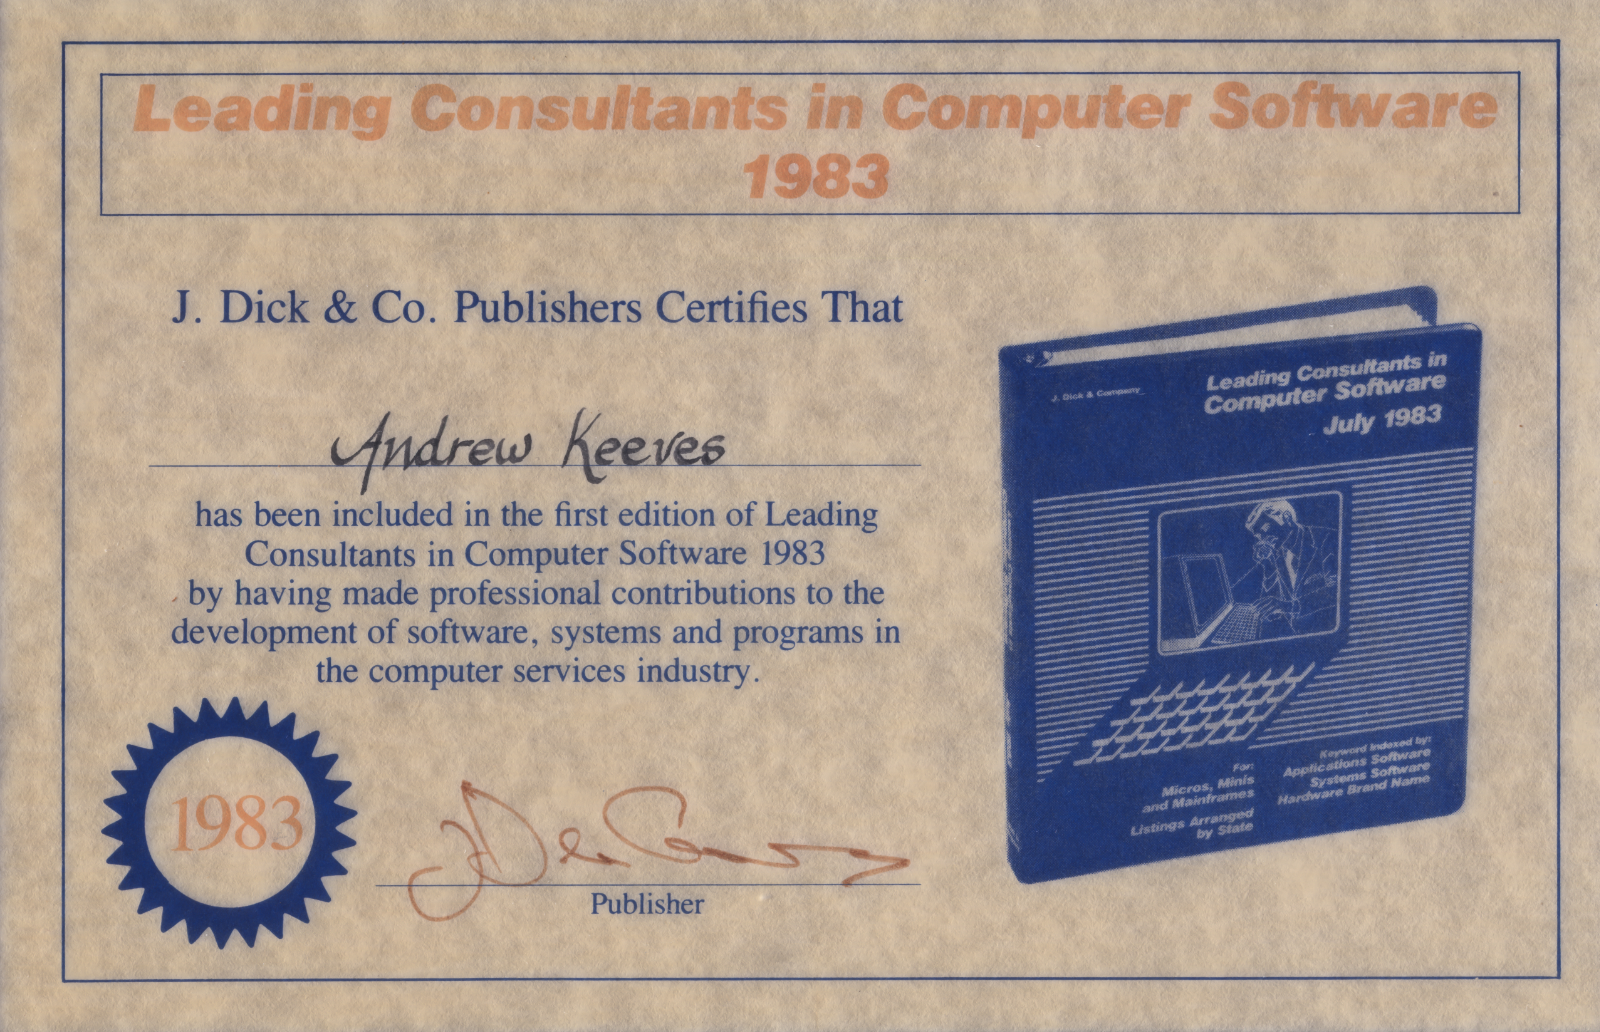 Leading Consultants in Computer Software
1983
J. Dick & Co. Publishers Certifies That
Andrew Keeves
has been included in the first edition of Leading
Consultants in Computer Software 1983
by having made professional contributions to the
development of software, systems and programs in
the computer services industry.
1983
Publisher
J. Dick & Company
Leading Consultants in
Computer Software
July 1983
For:
Micros, Minis
and Mainframes
Listings Arranged
by State
Keyword Indexed by:
Applications Software
Systems Software
Hardware Brand Name